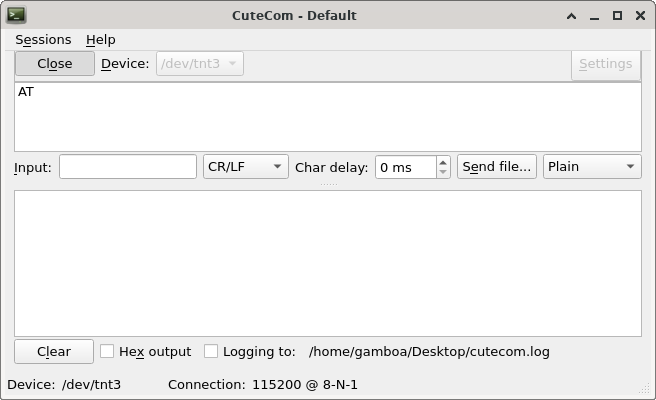 CuteCom - Default
Sessions Help
Close Device: /dev/tnt3 Settings
AT
Input: CR/LF Char delay: 0 ms Send file... Plain
Clear Hex output Logging to: /home/gamboa/Desktop/cutecom.log
Device: /dev/tnt3 Connection: 115200 @ 8-N-1